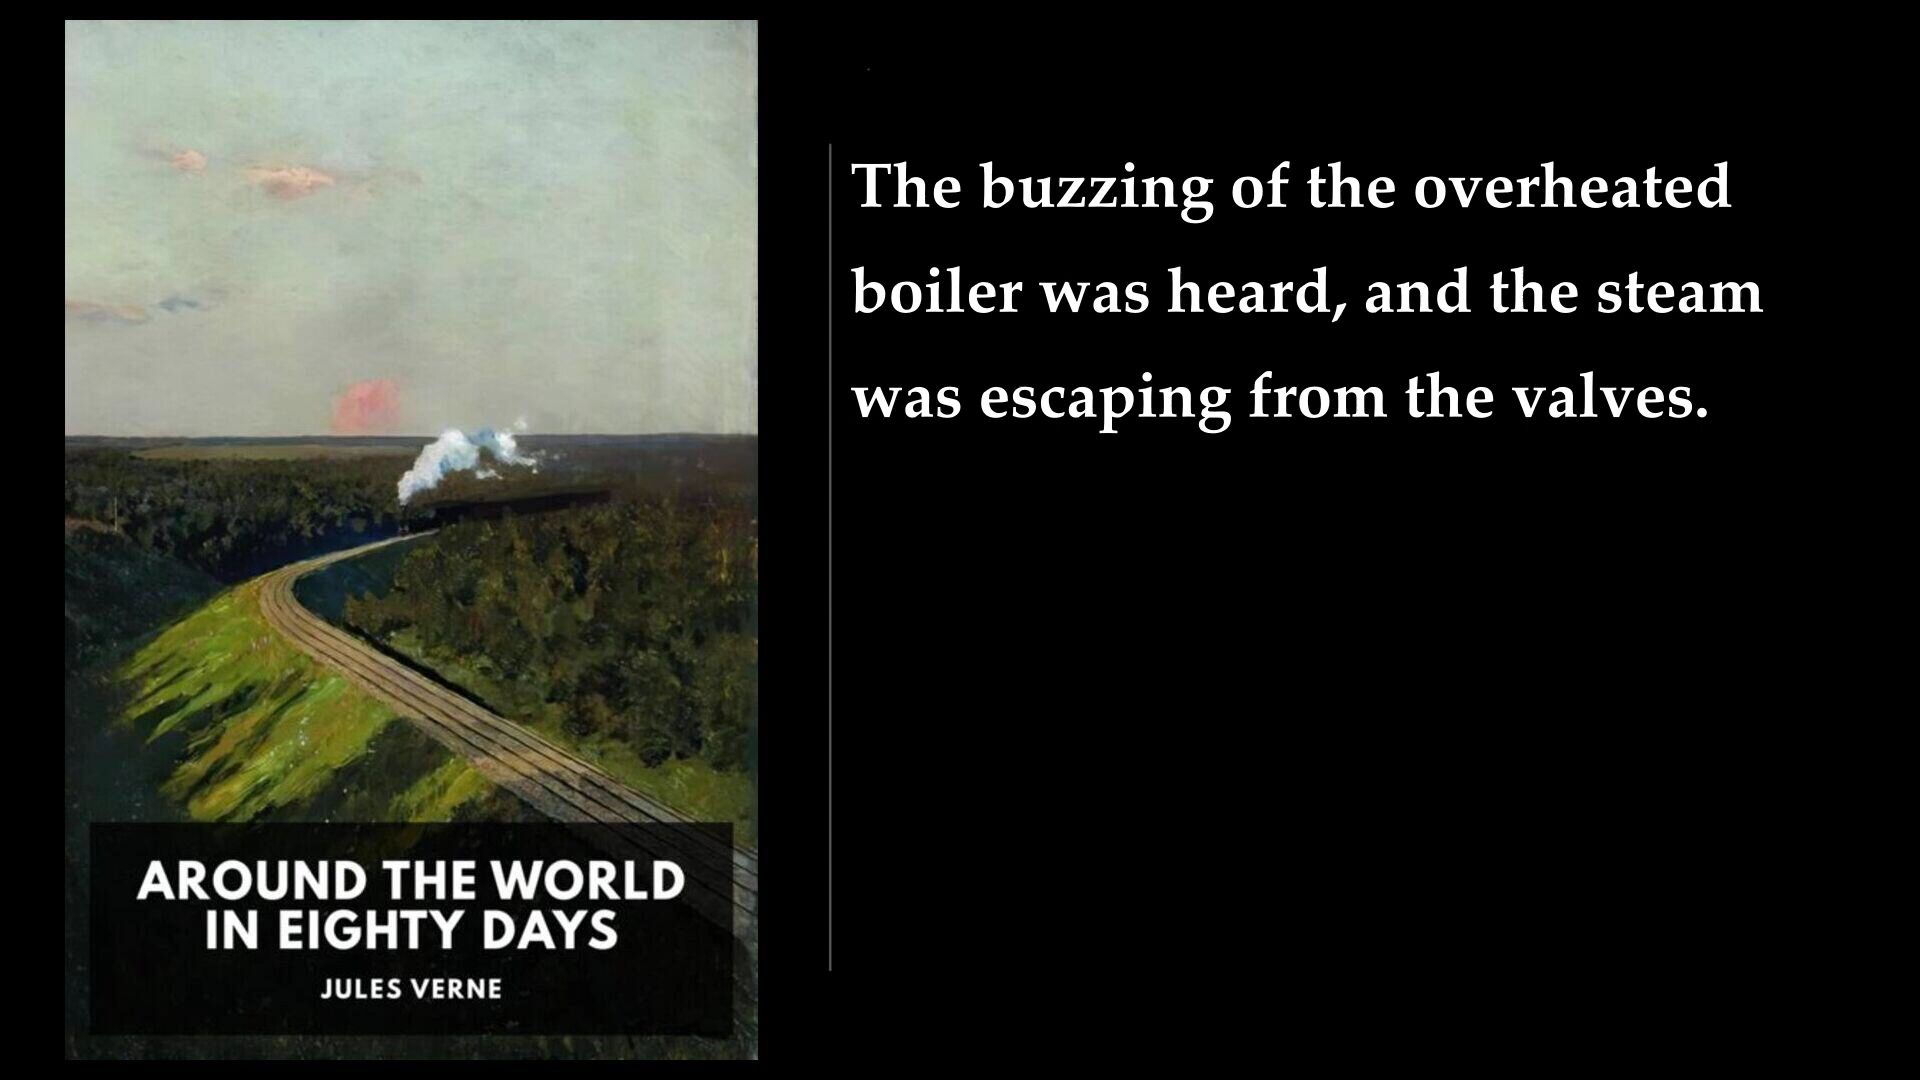 The buzzing of the overheated
boiler was heard, and the steam
was escaping from the valves.
AROUND THE WORLD
IN EIGHTY DAYS
JULES VERNE